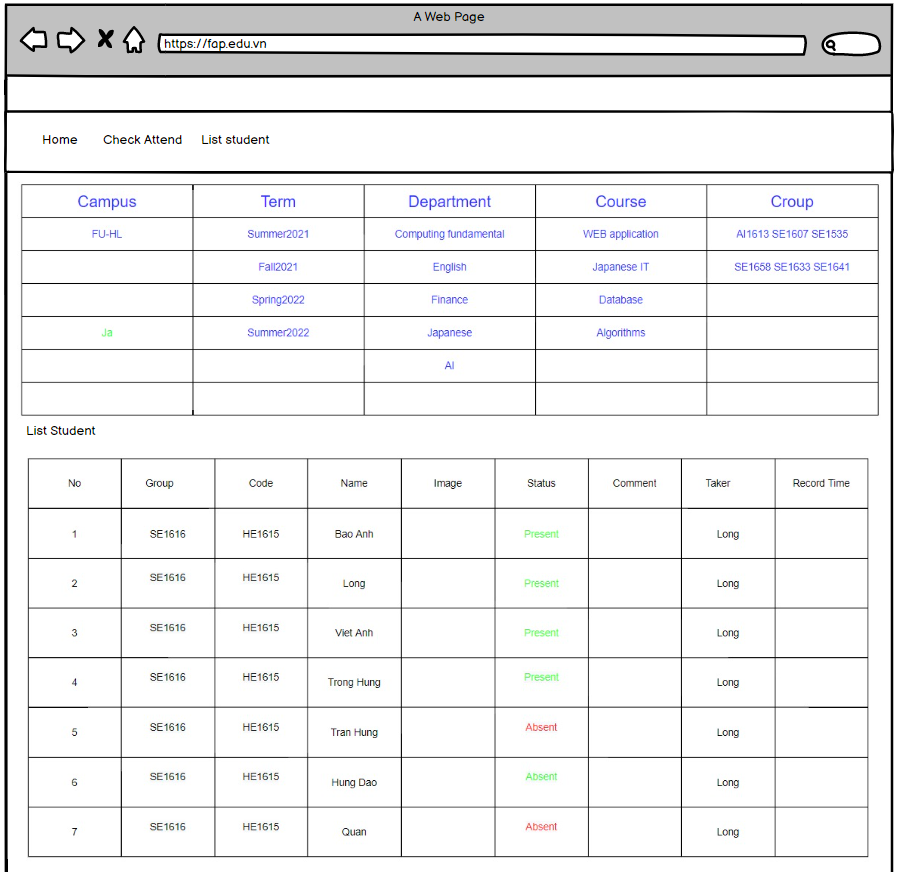 A Web Page
https://fap.edu.vn
Home Check Attend List student
Campus Term Department Course Croup
FU-HL Summer2021 Computing fundamental WEB application AI1613 SE1607 SE1535
Fall2021 English Japanese IT SE1658 SE1633 SE1641
Spring2022 Finance Database
Ja Summer2022 Japanese Algorithms
AI
List Student
No Group Code Name Image Status Comment Taker Record Time
1 SE1616 HE1615 Bao Anh Present Long
2 SE1616 HE1615 Long Present Long
3 SE1616 HE1615 Viet Anh Present Long
4 SE1616 HE1615 Trong Hung Present Long
5 SE1616 HE1615 Tran Hung Absent Long
6 SE1616 HE1615 Hung Dao Absent Long
7 SE1616 HE1615 Quan Absent Long